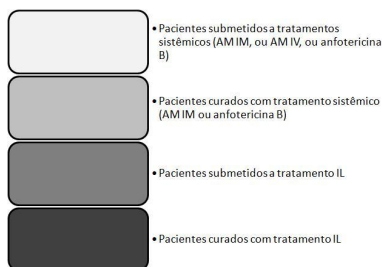 • Pacientes submetidos a tratamentos
sistêmicos (AM IM, ou AM IV, ou anfotericina
B)
• Pacientes curados com tratamento sistêmico
(AM IM ou anfotericina B)
• Pacientes submetidos a tratamento IL
• Pacientes curados com tratamento IL